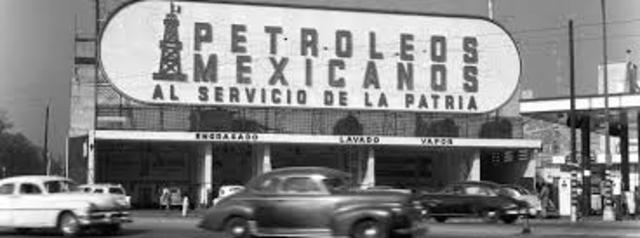 PETROLEOS
MEXICANOS
AL SERVICIO DE LA PATRIA
ENGRASADO LAVADO VAPOR